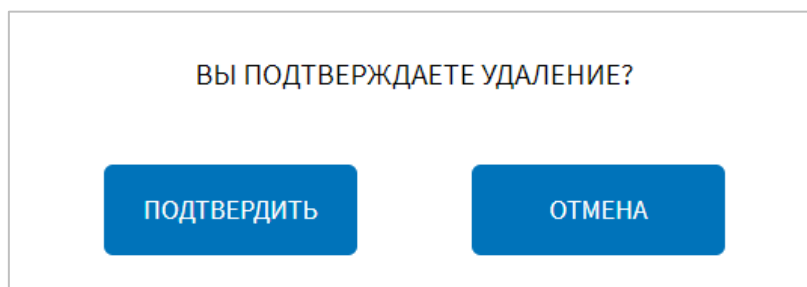 ВЫ ПОДТВЕРЖДАЕТЕ УДАЛЕНИЕ?
ПОДТВЕРДИТЬ
ОТМЕНА